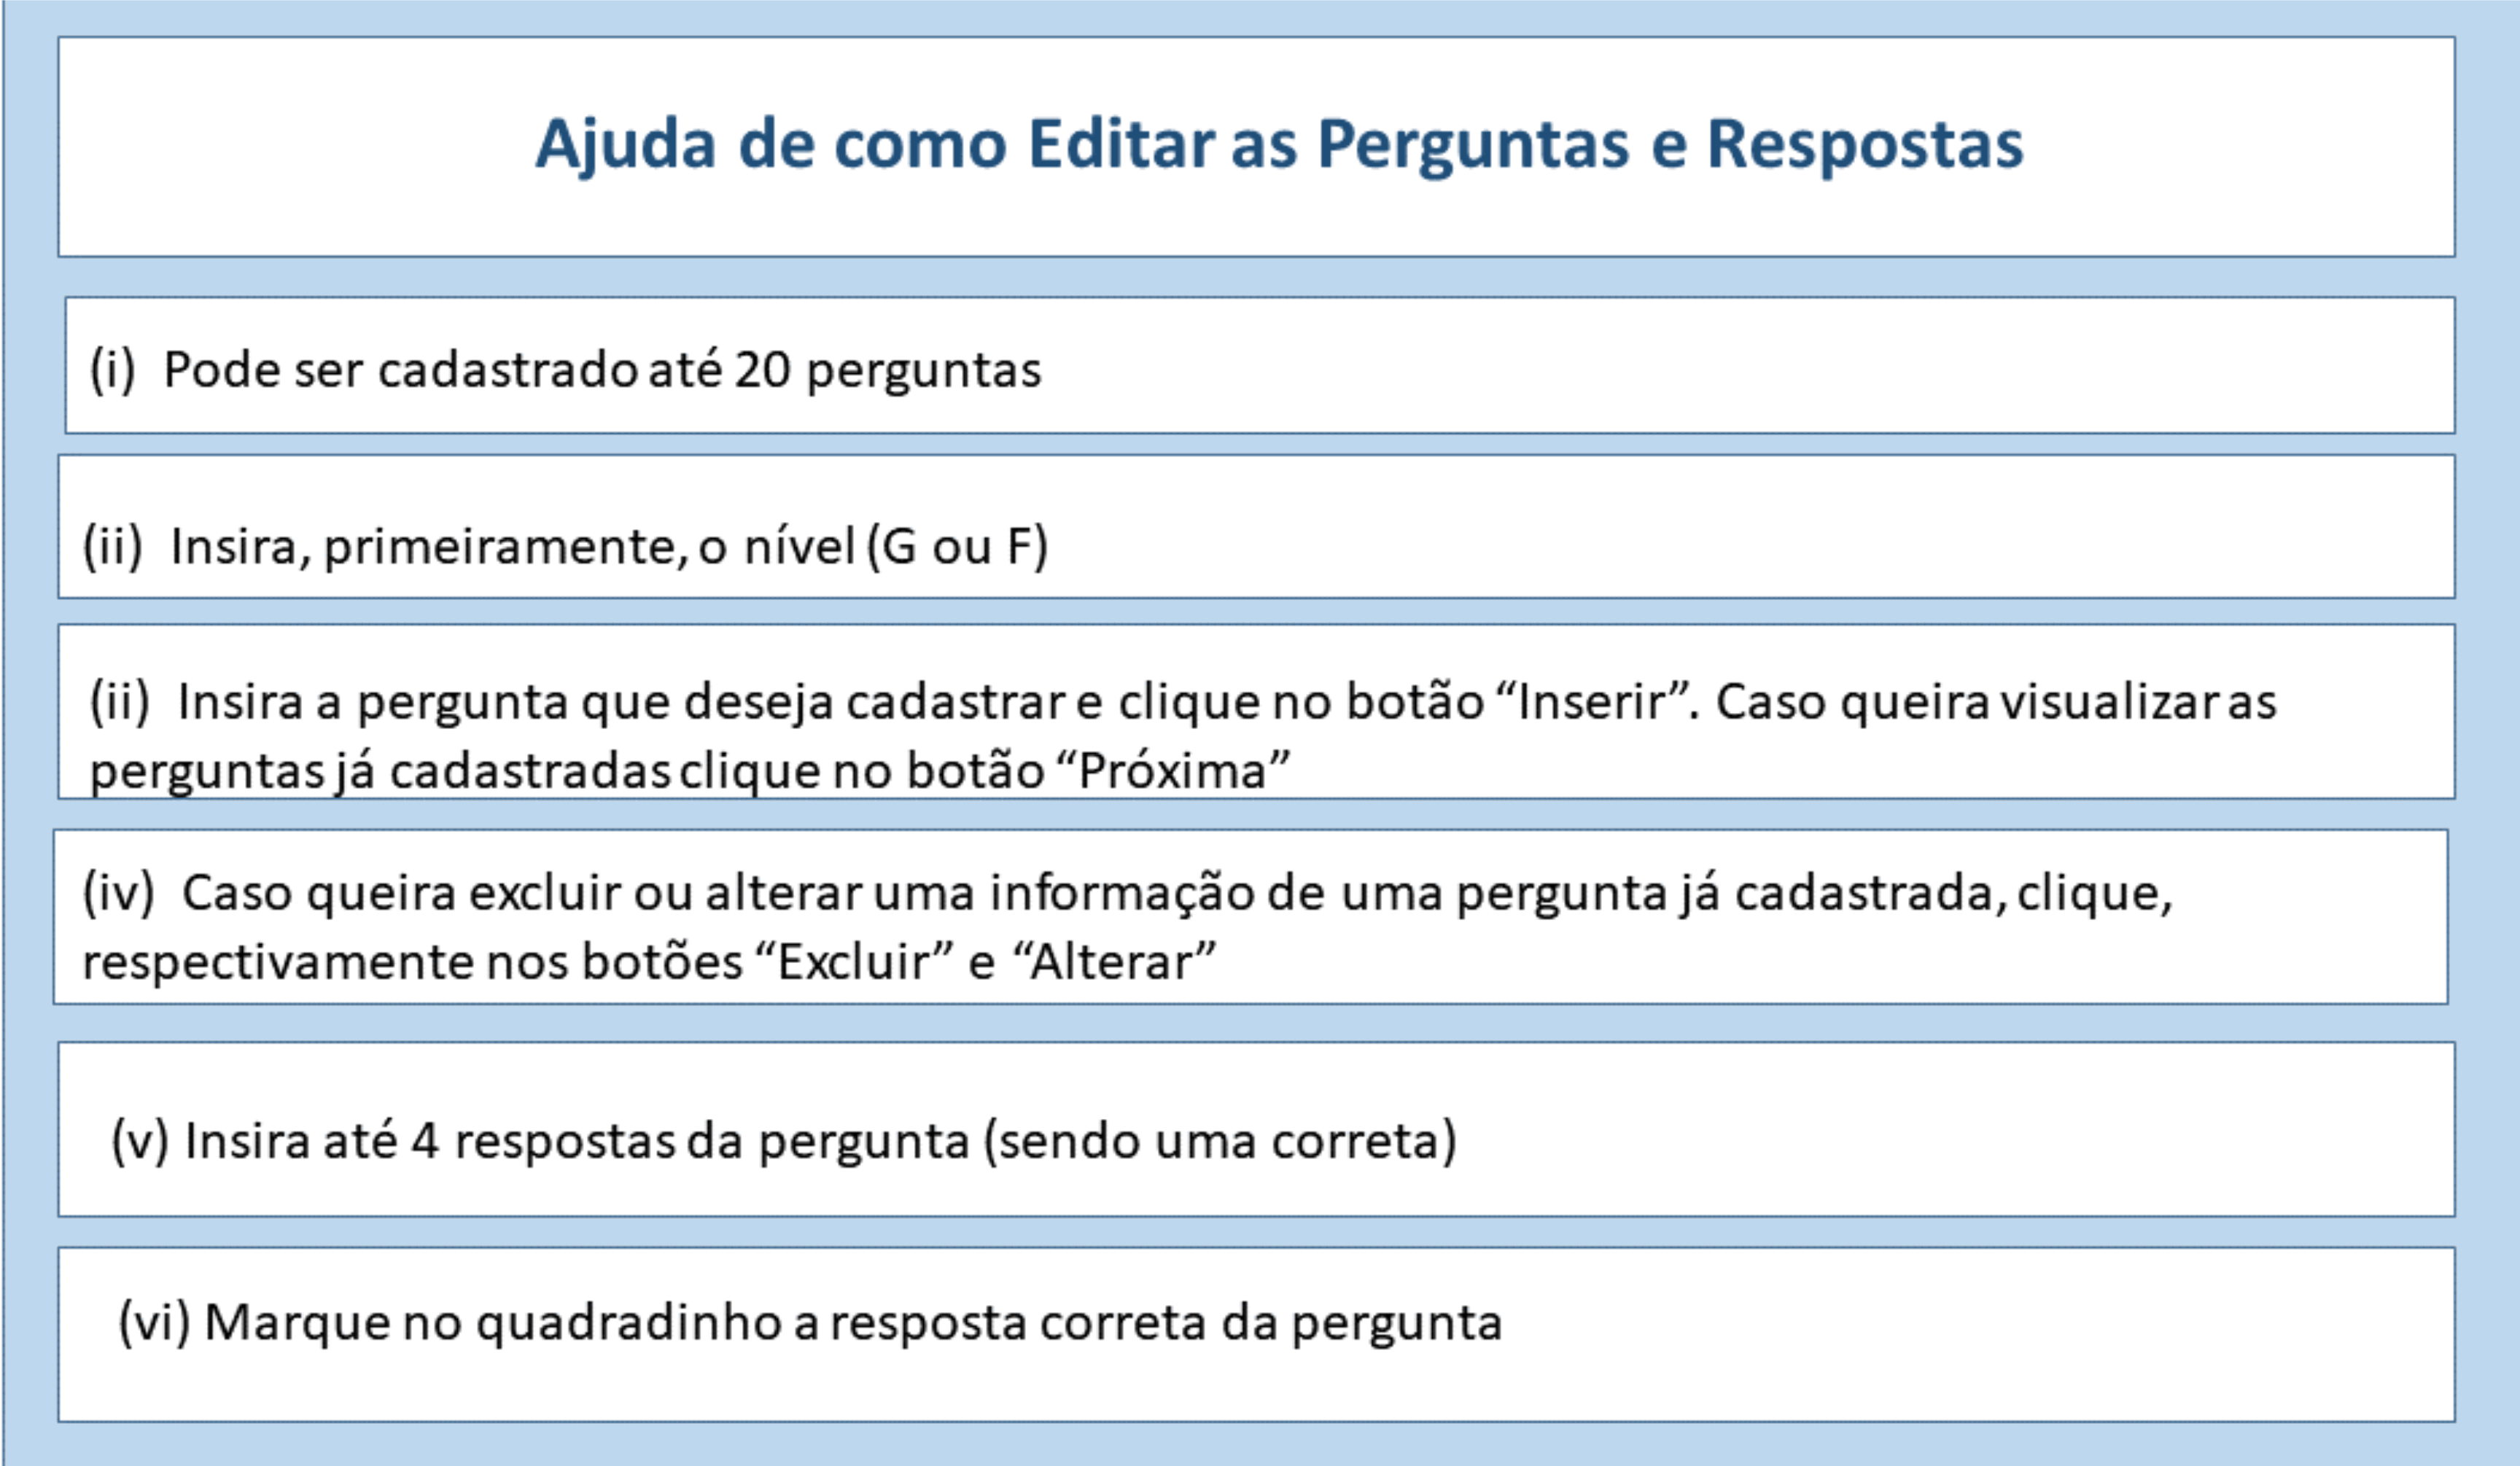 Ajuda de como Editar as Perguntas e Respostas
(i) Pode ser cadastrado até 20 perguntas
(ii) Insira, primeiramente, o nível (G ou F)
(ii) Insira a pergunta que deseja cadastrar e clique no botão “Inserir”. Caso queira visualizar as
perguntas já cadastradas clique no botão “Próxima”
(iv) Caso queira excluir ou alterar uma informação de uma pergunta já cadastrada, clique,
respectivamente nos botões “Excluir” e “Alterar”
(v) Insira até 4 respostas da pergunta (sendo uma correta)
(vi) Marque no quadradinho a resposta correta da pergunta